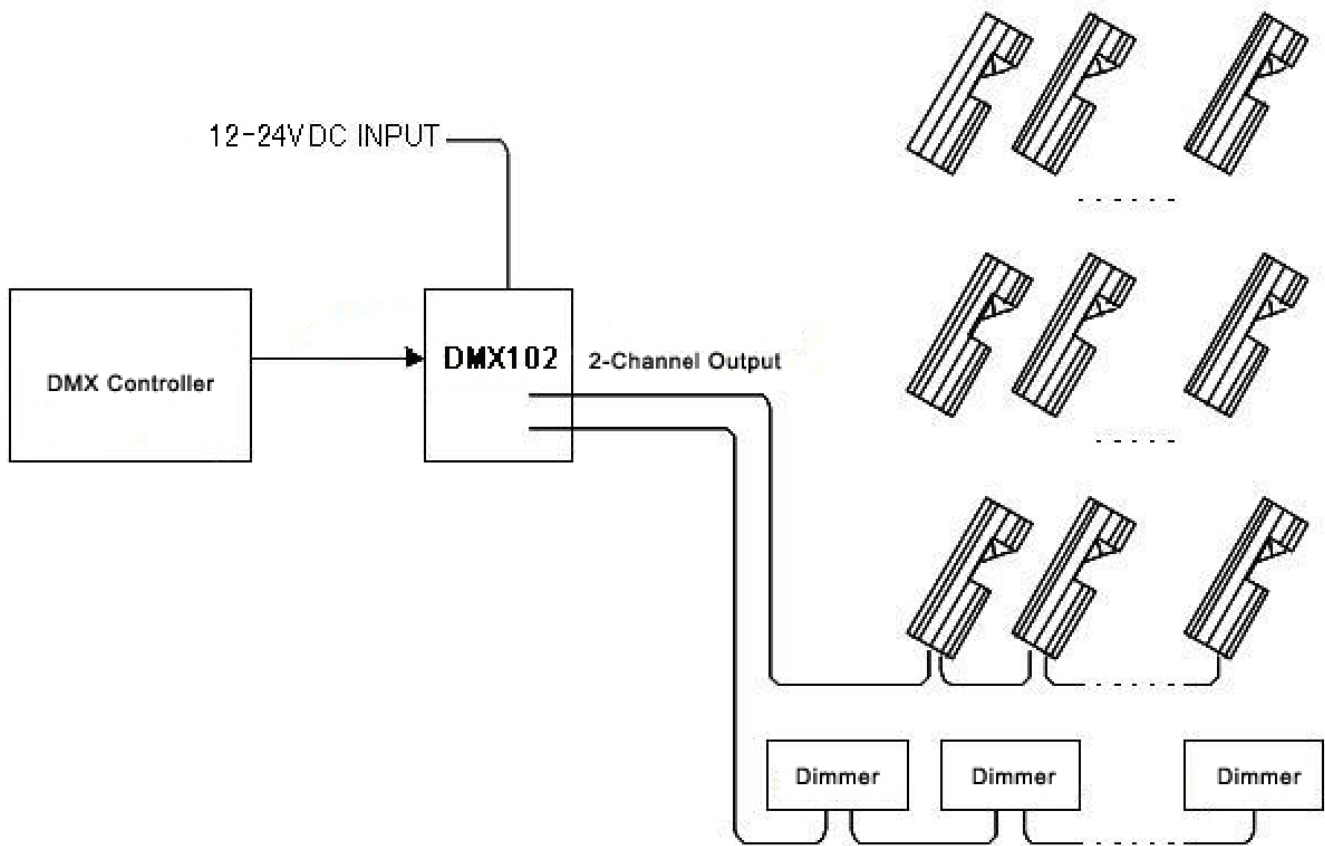 12-24VDC INPUT
DMX Controller
DMX102
2-Channel Output
Dimmer
Dimmer
Dimmer